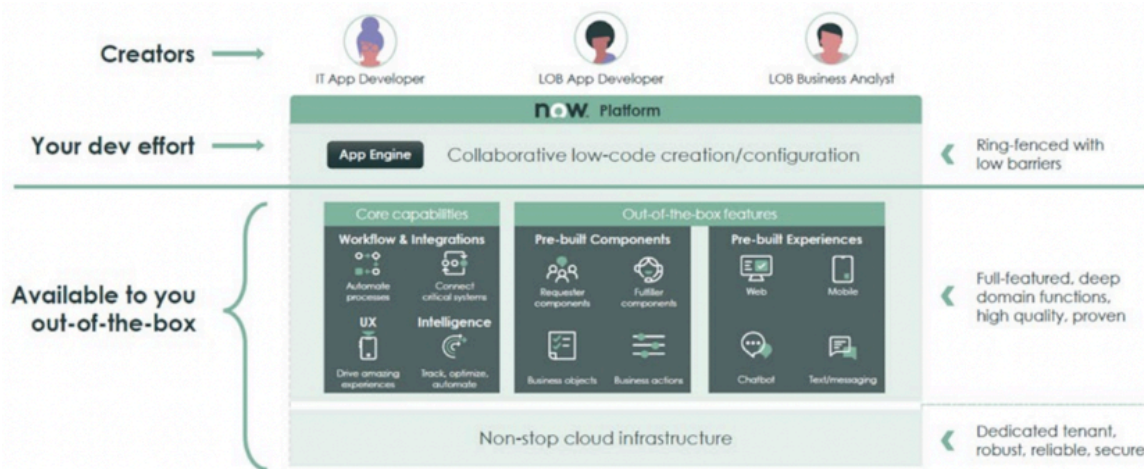 Creators
IT App Developer
LOB App Developer
LOB Business Analyst
now. Platform
Your dev effort
App Engine
Collaborative low-code creation/configuration
Ring-fenced with
low barriers
Available to you
out-of-the-box
Core capabilities
Workflow & Integrations
Automate
processes
Connect
critical systems
UX
Drive amazing
experiences
Intelligence
Track, optimize,
automate
Out-of-the-box features
Pre-built Components
Requester
components
Fulfiller
components
Business objects
Business actions
Pre-built Experiences
Web
Mobile
Chatbot
Text/messaging
Full-featured, deep
domain functions,
high quality, proven
Non-stop cloud infrastructure
Dedicated tenant,
robust, reliable, secure